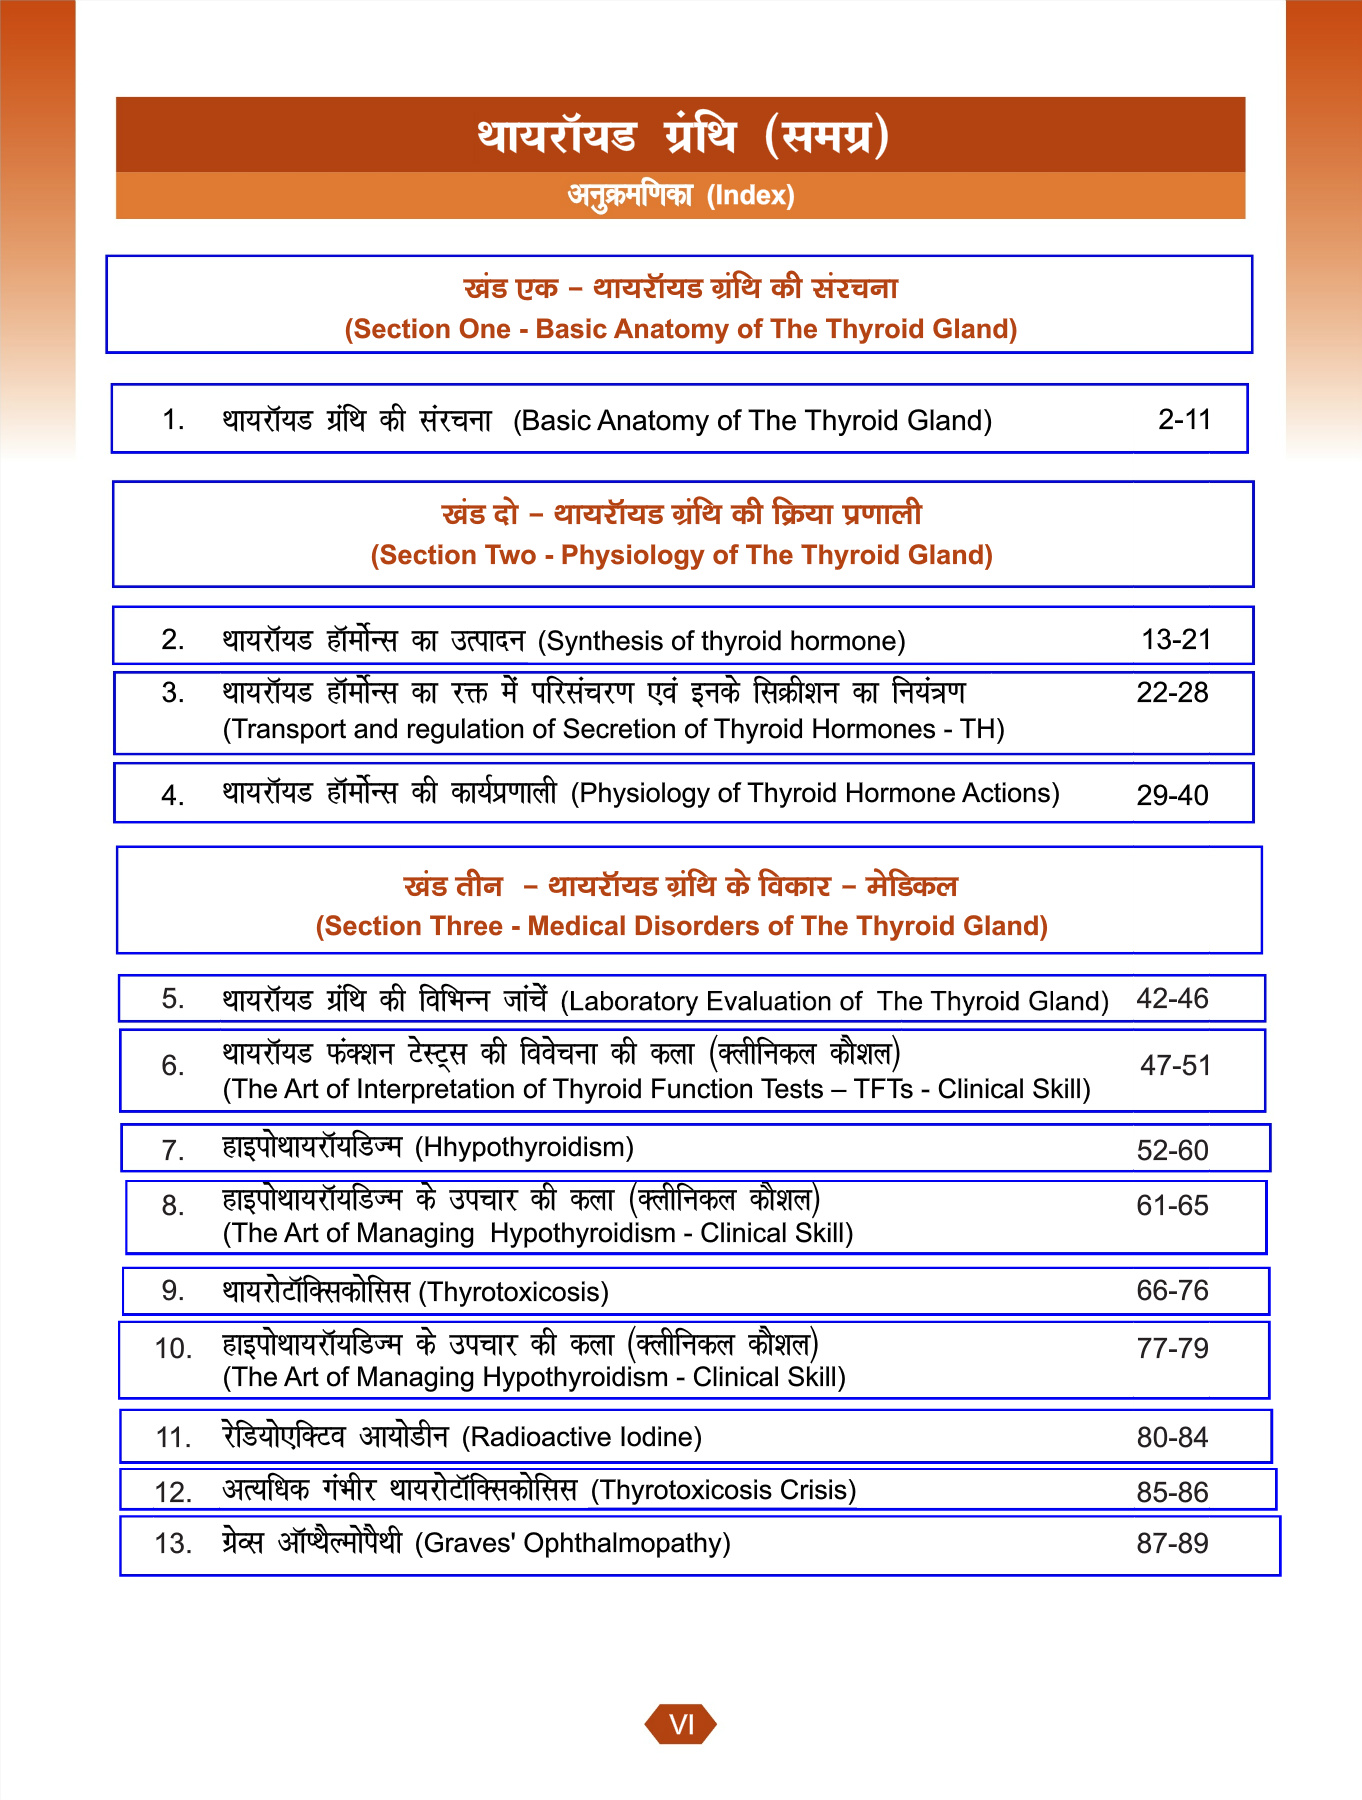 थायरॉयड ग्रंथि (समग्र)
अनुक्रमणिका (Index)
खंड एक – थायरॉयड ग्रंथि की संरचना
(Section One - Basic Anatomy of The Thyroid Gland)
1. थायरॉयड ग्रंथि की संरचना (Basic Anatomy of The Thyroid Gland) 2-11
खंड दो – थायरॉयड ग्रंथि की क्रिया प्रणाली
(Section Two - Physiology of The Thyroid Gland)
2. थायरॉयड हॉर्मोन्स का उत्पादन (Synthesis of thyroid hormone) 13-21
3. थायरॉयड हॉर्मोन्स का रक्त में परिसंचरण एवं इनके सिक्रीशन का नियंत्रण 22-28
(Transport and regulation of Secretion of Thyroid Hormones - TH)
4. थायरॉयड हॉर्मोन्स की कार्यप्रणाली (Physiology of Thyroid Hormone Actions) 29-40
खंड तीन – थायरॉयड ग्रंथि के विकार – मेडिकल
(Section Three - Medical Disorders of The Thyroid Gland)
5. थायरॉयड ग्रंथि की विभिन्न जांचें (Laboratory Evaluation of The Thyroid Gland) 42-46
6. थायरॉयड फंक्शन टेस्ट्स की विवेचना की कला (क्लीनिकल कौशल) 47-51
(The Art of Interpretation of Thyroid Function Tests – TFTs - Clinical Skill)
7. हाइपोथायरॉयडिज्म (Hhypothyroidism) 52-60
8. हाइपोथायरॉयडिज्म के उपचार की कला (क्लीनिकल कौशल) 61-65
(The Art of Managing Hypothyroidism - Clinical Skill)
9. थायरोटॉक्सिकोसिस (Thyrotoxicosis) 66-76
10. हाइपोथायरॉयडिज्म के उपचार की कला (क्लीनिकल कौशल) 77-79
(The Art of Managing Hypothyroidism - Clinical Skill)
11. रेडियोएक्टिव आयोडीन (Radioactive Iodine) 80-84
12. अत्यधिक गंभीर थायरोटॉक्सिकोसिस (Thyrotoxicosis Crisis) 85-86
13. ग्रेव्स ऑप्थैल्मोपैथी (Graves' Ophthalmopathy) 87-89
VI